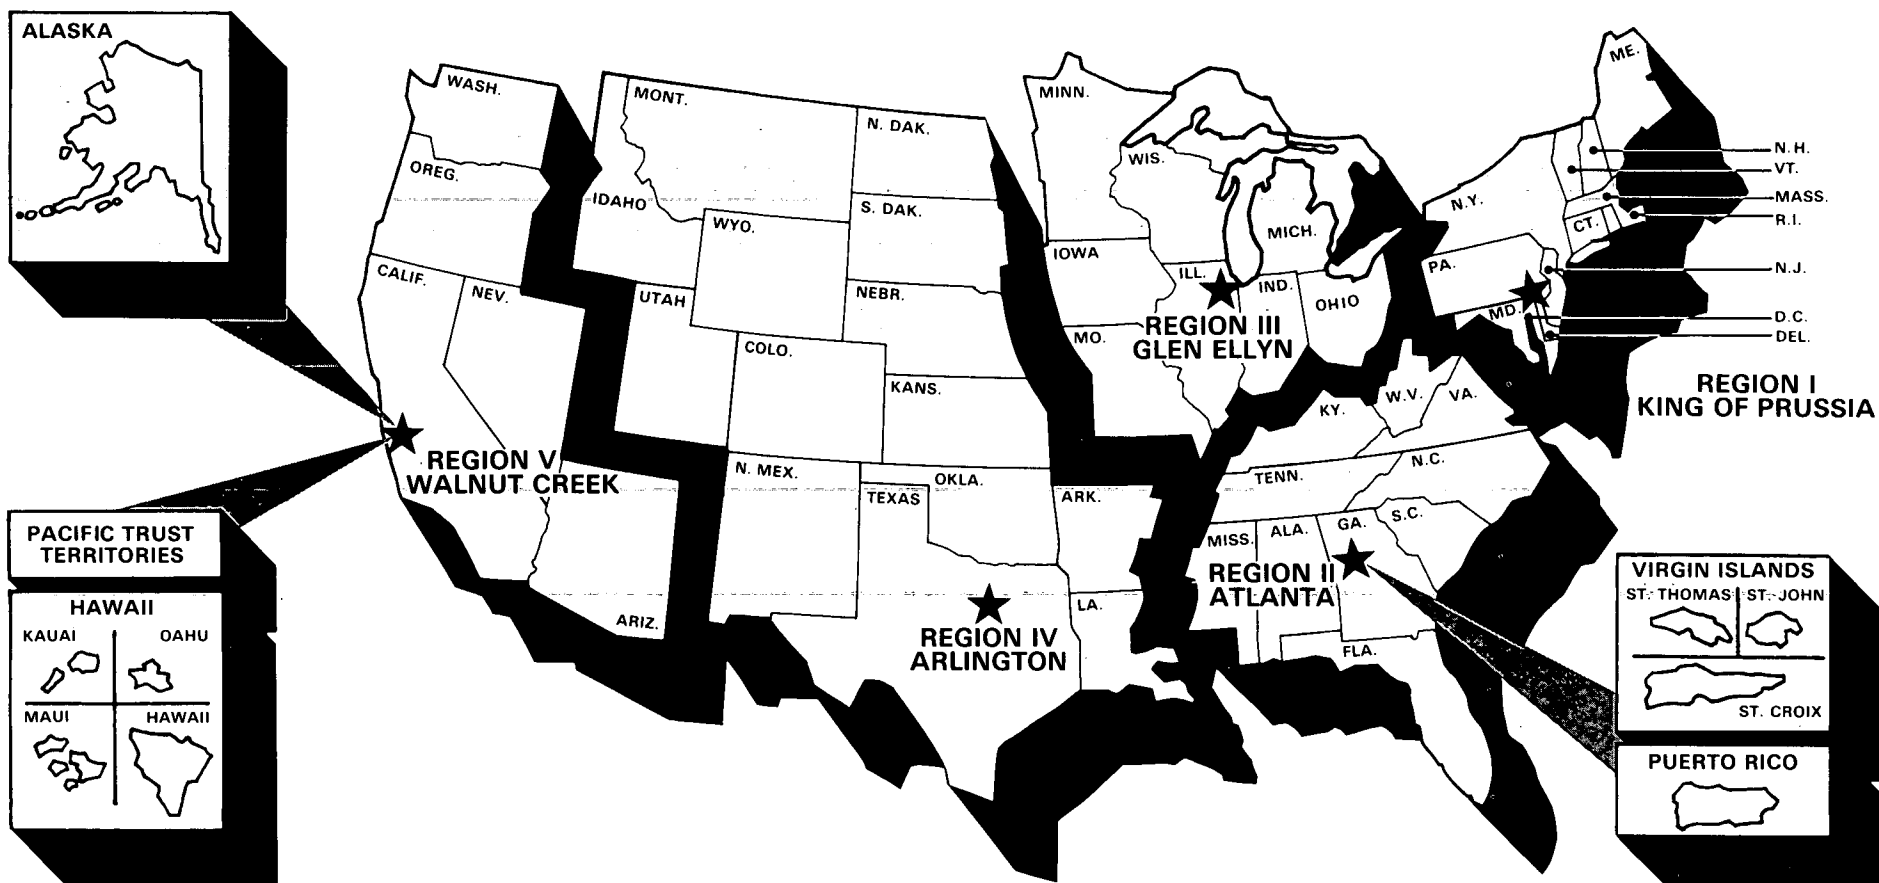 ALASKA
WASH.
OREG.
CALIF.
NEV.
IDAHO
MONT.
WYO.
UTAH
COLO.
ARIZ.
N. MEX.
N. DAK.
S. DAK.
NEBR.
KANS.
OKLA.
TEXAS
MINN.
IOWA
MO.
ARK.
LA.
WIS.
ILL.
MICH.
IND.
OHIO
KY.
TENN.
MISS.
ALA.
GA.
FLA.
S.C.
N.C.
VA.
W.V.
MD.
PA.
N.Y.
CT.
ME.
N.H.
VT.
MASS.
R.I.
N.J.
D.C.
DEL.
REGION I
KING OF PRUSSIA
REGION III
GLEN ELLYN
REGION V
WALNUT CREEK
REGION II
ATLANTA
REGION IV
ARLINGTON
PACIFIC TRUST
TERRITORIES
HAWAII
KAUAI
OAHU
MAUI
HAWAII
VIRGIN ISLANDS
ST. THOMAS
ST. JOHN
ST. CROIX
PUERTO RICO